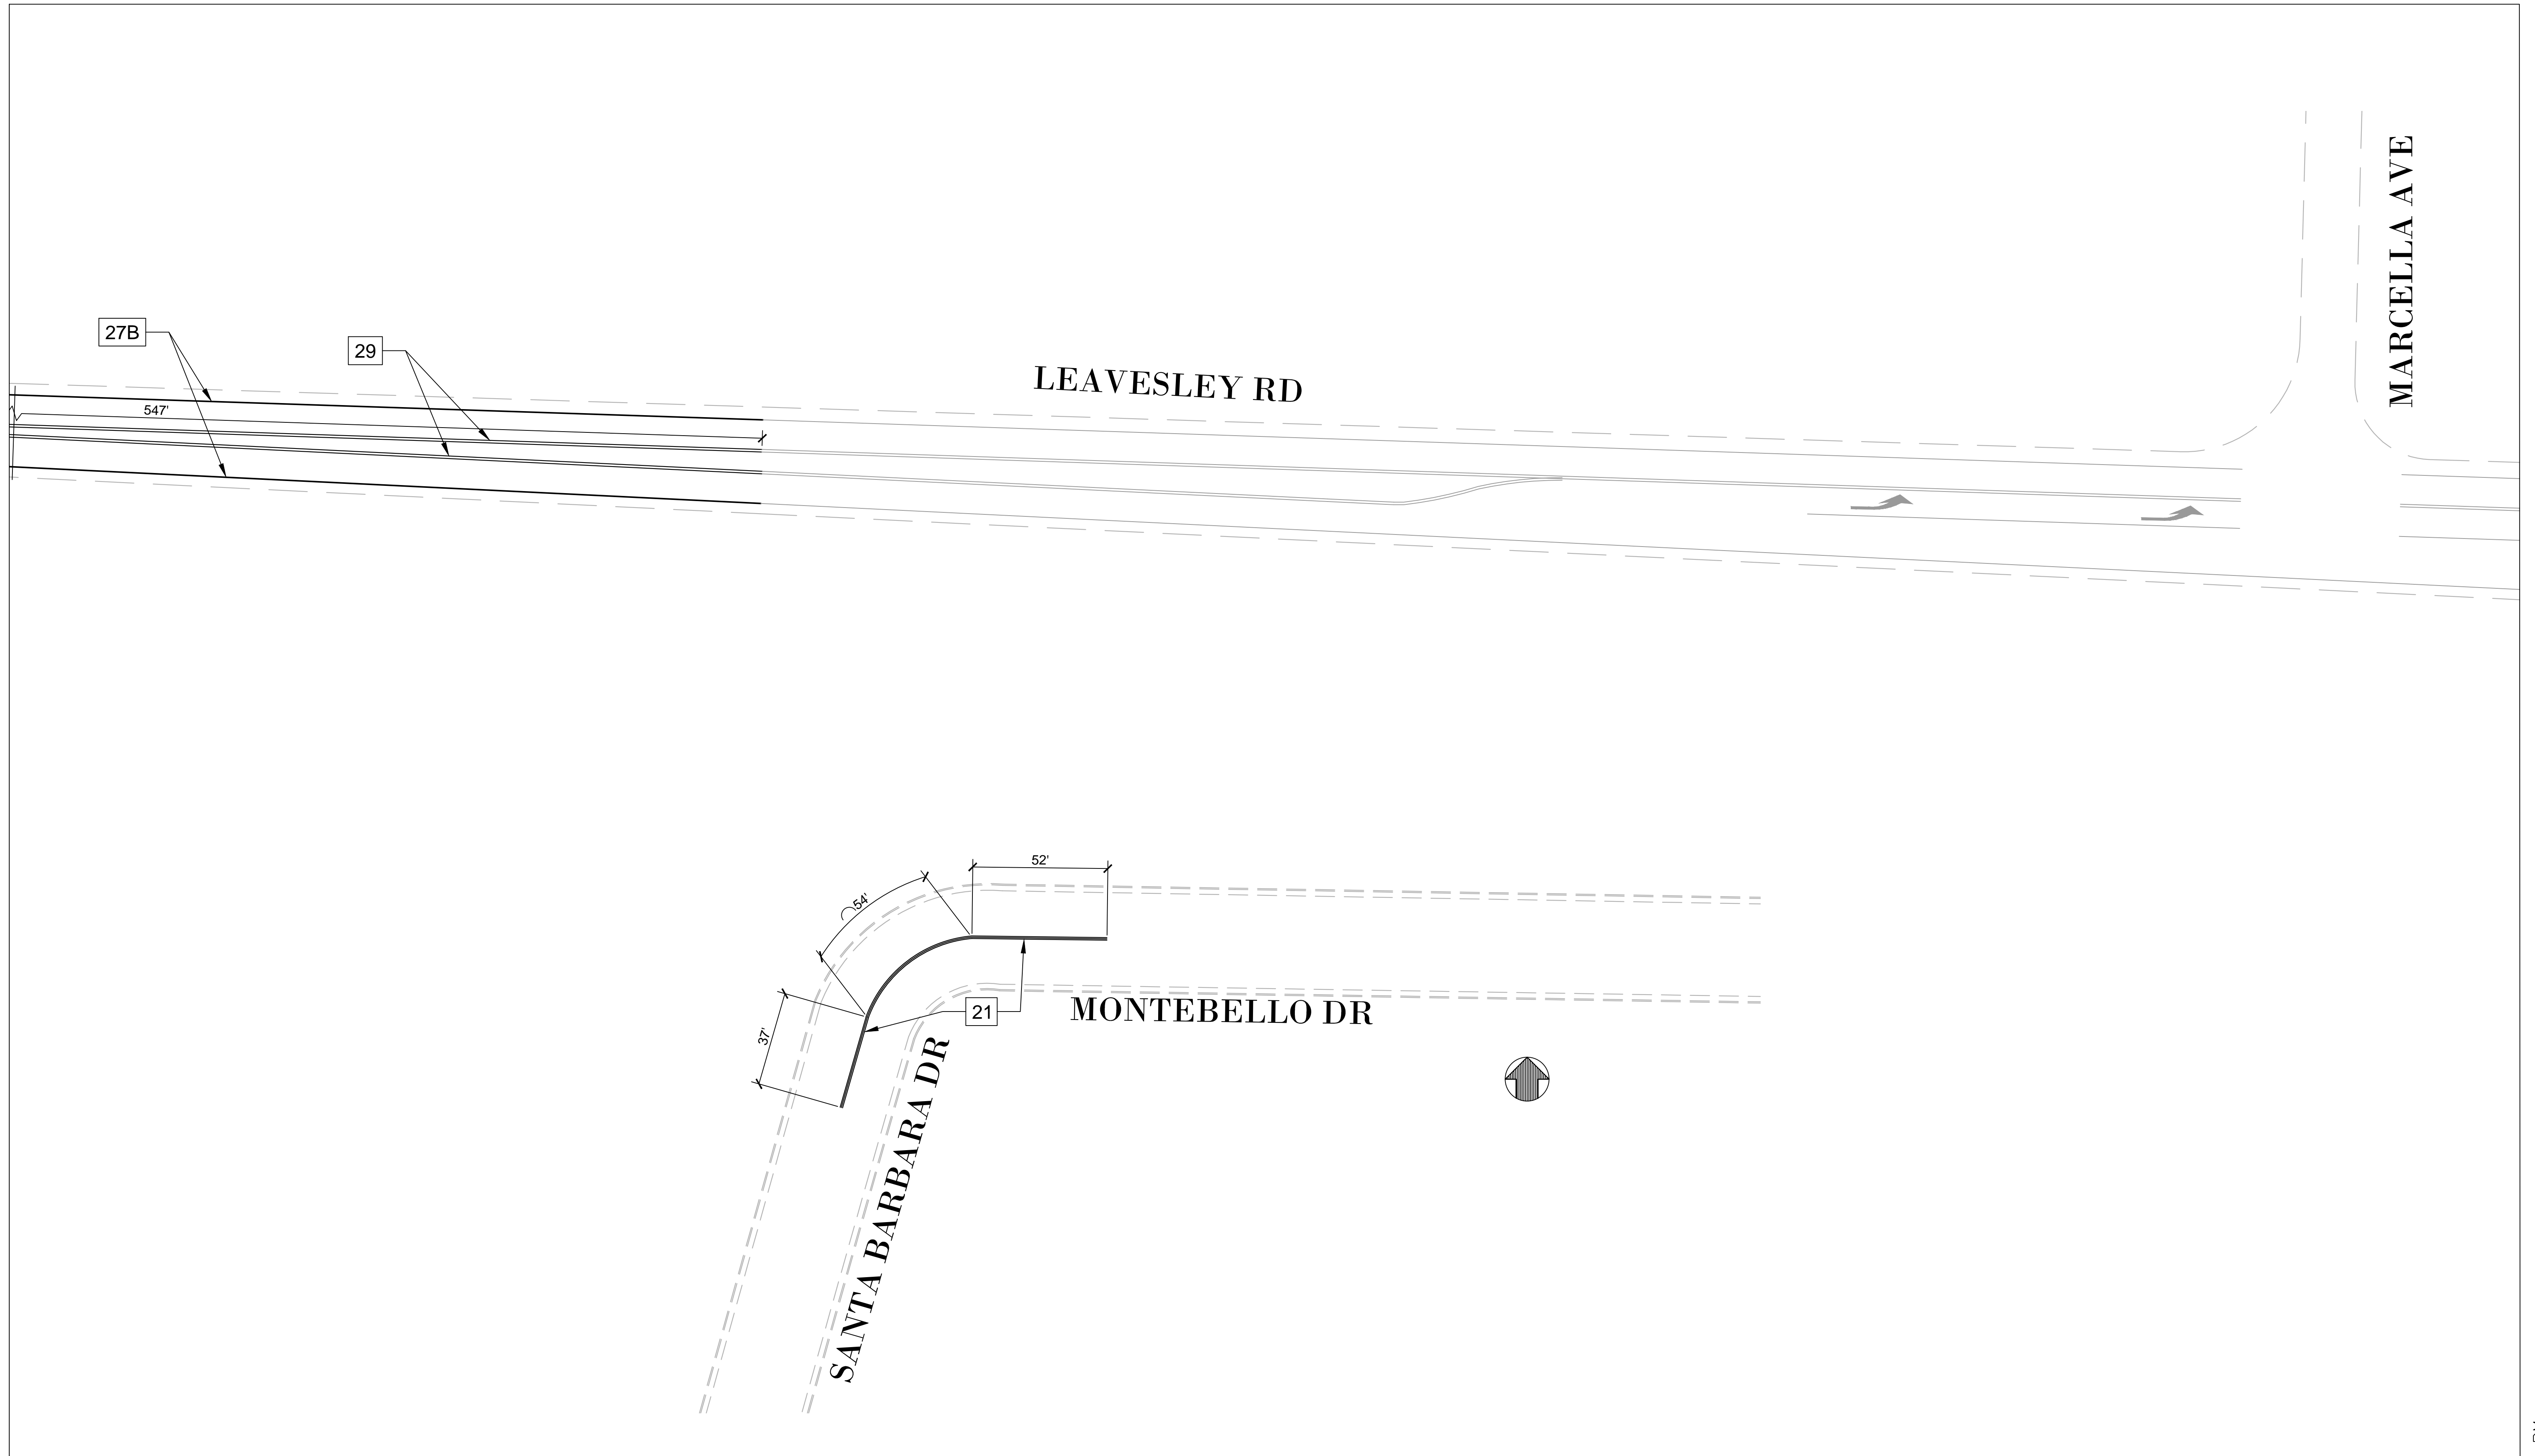 MARCELLA AVE
27B
29
LEAVESLEY RD
547'
52'
54'
37'
21
MONTEBELLO DR
SANTA BARBARA DR